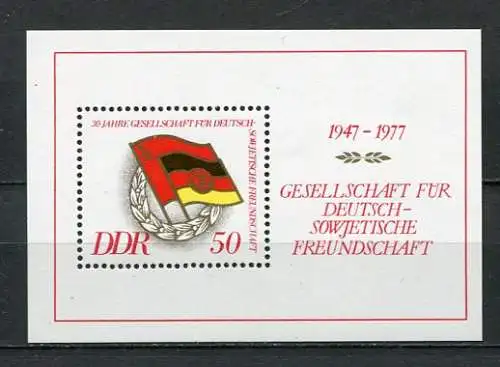 30 JAHRE GESELLSCHAFT FÜR DEUTSCH-
SOWJETISCHE FREUNDSCHAFT
DDR 50
1947-1977
GESELLSCHAFT FÜR
DEUTSCH-
SOWJETISCHE
FREUNDSCHAFT